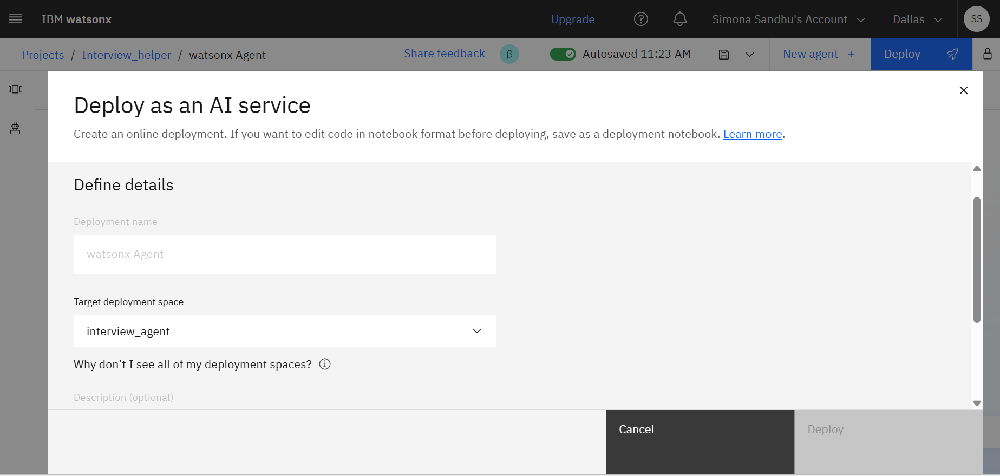 IBM watsonx
Upgrade
Simona Sandhu's Account
Dallas
SS
Projects / Interview_helper / watsonx Agent
Share feedback
β
Autosaved 11:23 AM
New agent +
Deploy
Deploy as an AI service
Create an online deployment. If you want to edit code in notebook format before deploying, save as a deployment notebook. Learn more.
Define details
Deployment name
watsonx Agent
Target deployment space
interview_agent
Why don’t I see all of my deployment spaces?
Description (optional)
Cancel
Deploy